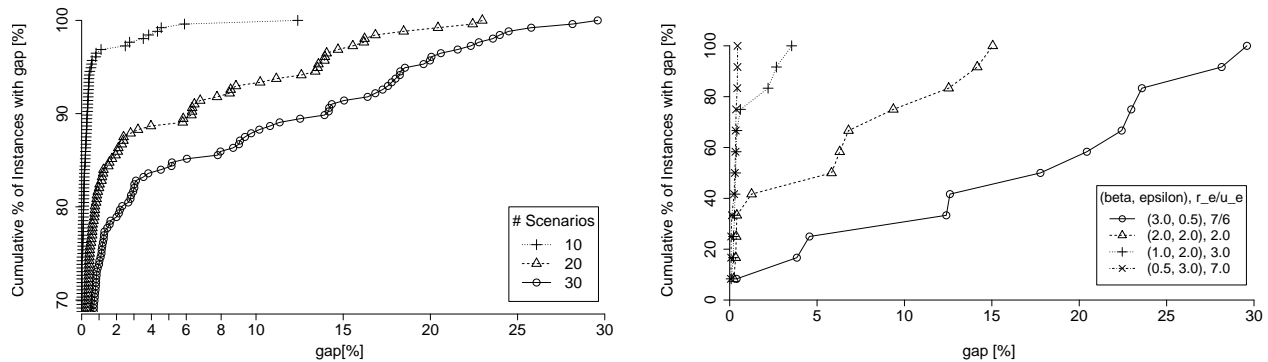 Cumulative % of Instances with gap [%]
100
90
80
70
0 1 2 3 4 5 6 8 10 15 20 25 30
gap[%]
# Scenarios
10
20
30
Cumulative % of Instances with gap [%]
100
80
60
40
20
0
0 5 10 15 20 25 30
gap [%]
(beta, epsilon), r_e/u_e
(3.0, 0.5), 7/6
(2.0, 2.0), 2.0
(1.0, 2.0), 3.0
(0.5, 3.0), 7.0